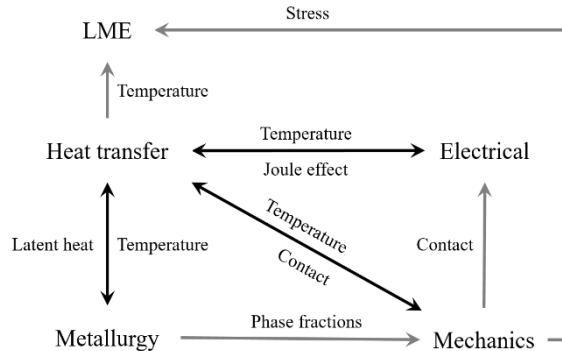 Stress
LME
Temperature
Temperature
Heat transfer
Electrical
Joule effect
Temperature
Contact
Latent heat
Temperature
Contact
Phase fractions
Metallurgy
Mechanics